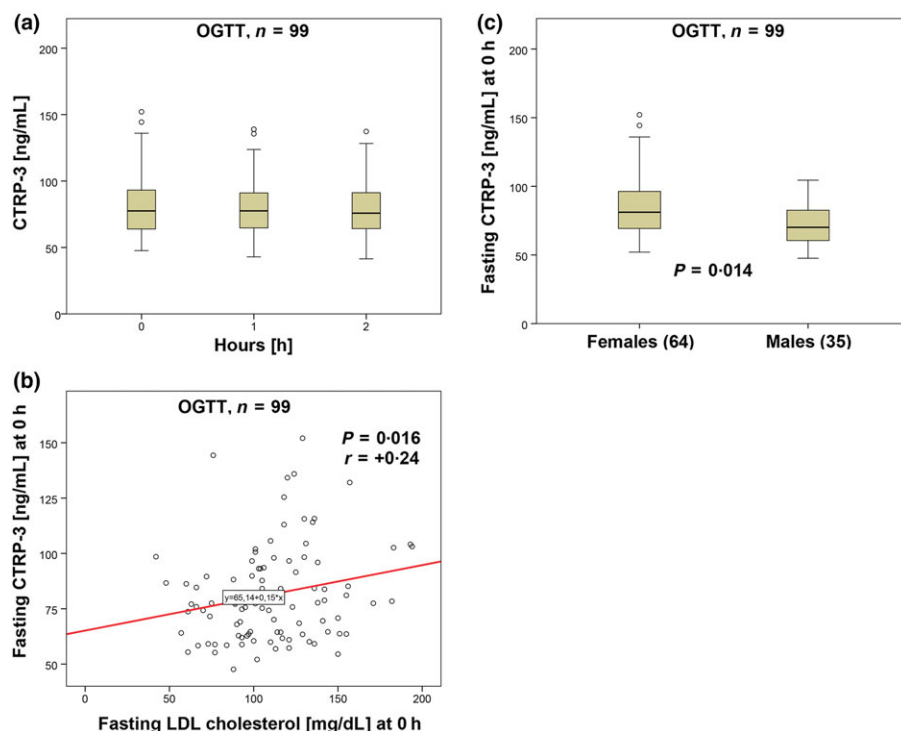 (a)
OGTT, n = 99
CTRP-3 [ng/mL]
200
150
100
50
0
0 1 2
Hours [h]
(c)
OGTT, n = 99
Fasting CTRP-3 [ng/mL] at 0 h
200
150
100
50
0
P = 0·014
Females (64) Males (35)
(b)
OGTT, n = 99
P = 0·016
r = +0·24
Fasting CTRP-3 [ng/mL] at 0 h
150
125
100
75
50
y=65,14+0,15*x
0 50 100 150 200
Fasting LDL cholesterol [mg/dL] at 0 h